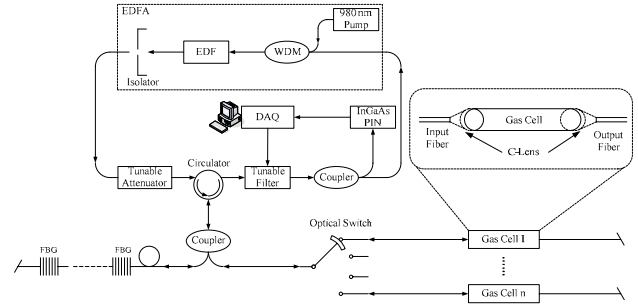 EDFA
980nm
Pump
EDF
WDM
Isolator
DAQ
InGaAs
PIN
Gas Cell
Input
Fiber
Output
Fiber
C-Lens
Circulator
Tunable
Attenuator
Tunable
Filter
Coupler
Optical Switch
Coupler
FBG
FBG
Gas Cell 1
Gas Cell n